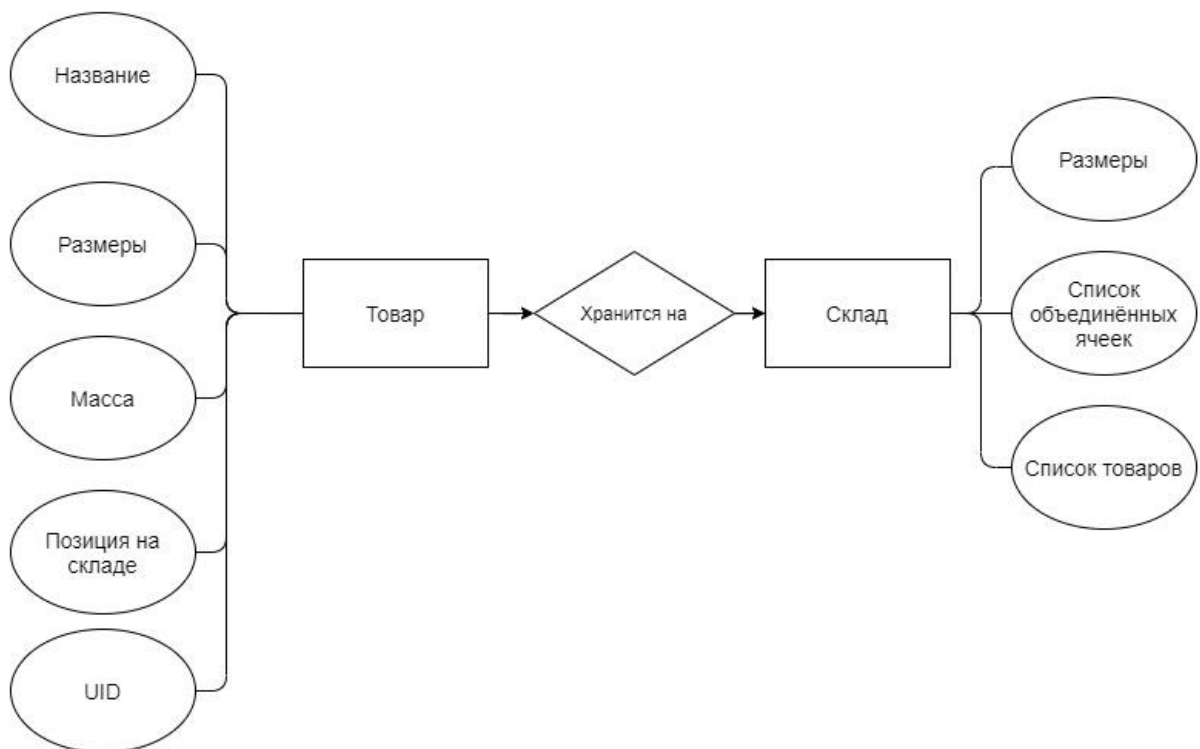 Название
Размеры
Масса
Позиция на
складе
UID
Товар
Хранится на
Склад
Размеры
Список
объединённых
ячеек
Список товаров